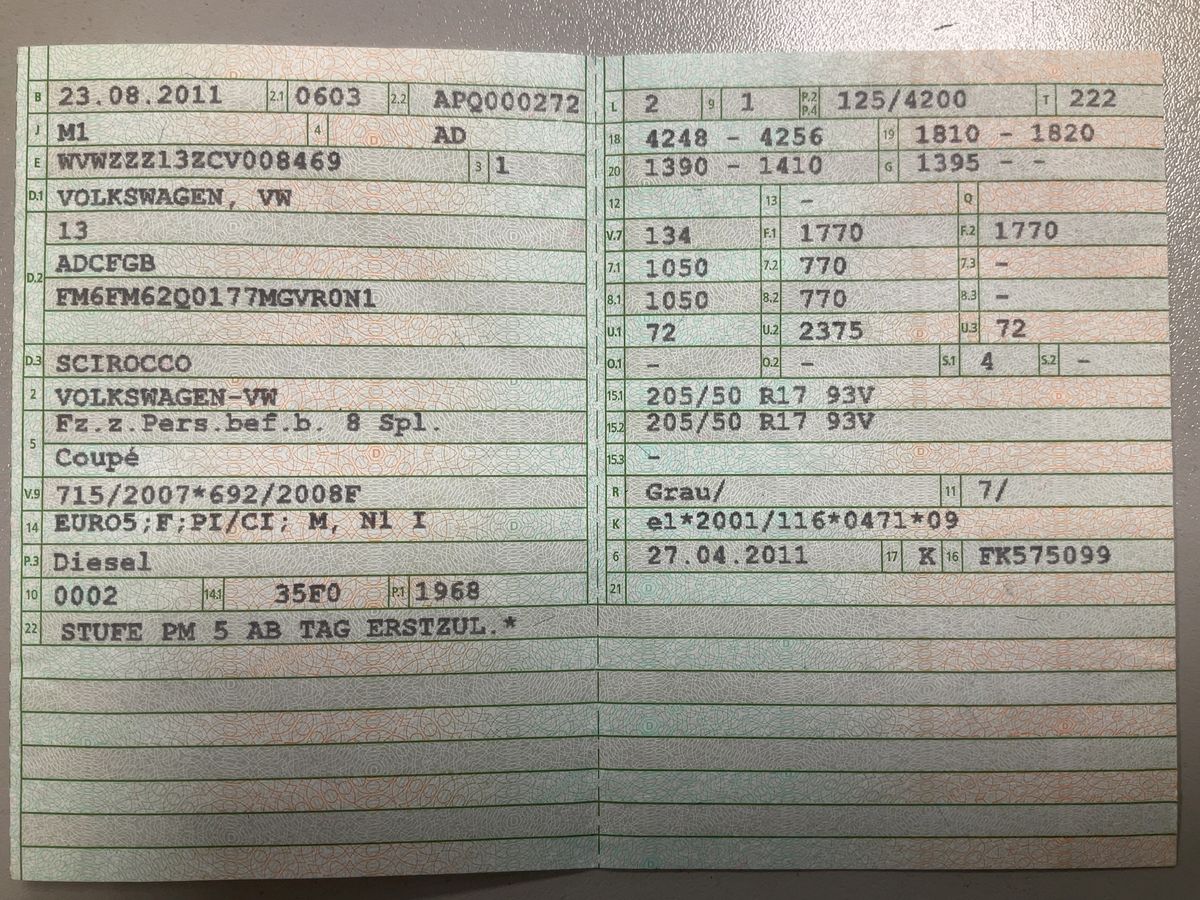 B 23.08.2011 2.1 0603 2.2 APQ000272
J M1 4 AD
E WVWZZZ13ZCV008469 3 1
D.1 VOLKSWAGEN, VW
D.2 13
ADCFGB
FM6FM62Q0177MGVR0N1
D.3 SCIROCCO
2 VOLKSWAGEN-VW
5 Fz.z.Pers.bef.b. 8 Spl.
Coupé
V.9 715/2007*692/2008F
14 EURO5;F;PI/CI; M, N1 I
P.3 Diesel
10 0002 14.1 35F0 P.1 1968
22 STUFE PM 5 AB TAG ERSTZUL.*
L 2 9 1 P.2 P.4 125/4200 T 222
18 4248 - 4256 19 1810 - 1820
20 1390 - 1410 G 1395 - -
12 13 - Q
V.7 134 F.1 1770 F.2 1770
7.1 1050 7.2 770 7.3 -
8.1 1050 8.2 770 8.3 -
U.1 72 U.2 2375 U.3 72
O.1 - O.2 - S.1 4 S.2 -
15.1 205/50 R17 93V
15.2 205/50 R17 93V
15.3 -
R Grau/ 11 7/
K e1*2001/116*0471*09
6 27.04.2011 17 K 16 FK575099
21